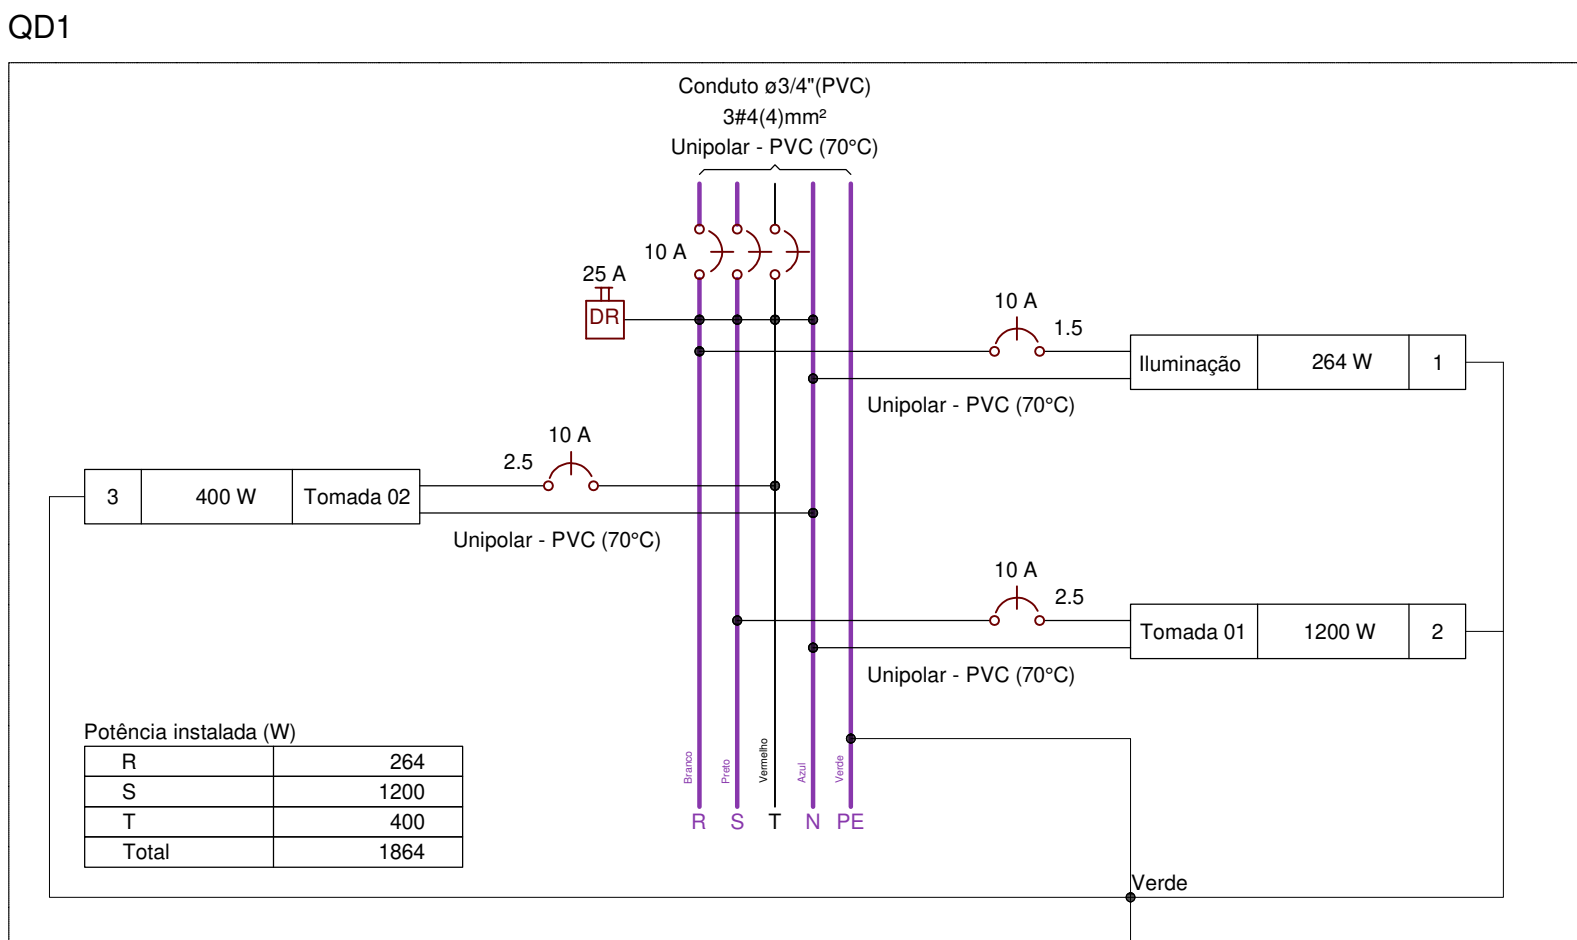 QD1
Conduto ø3/4"(PVC)
3#4(4)mm²
Unipolar - PVC (70°C)
10 A
25 A
DR
10 A
1.5
Iluminação 264 W 1
Unipolar - PVC (70°C)
10 A
2.5
3 400 W Tomada 02
Unipolar - PVC (70°C)
10 A
2.5
Tomada 01 1200 W 2
Unipolar - PVC (70°C)
Potência instalada (W)
R 264
S 1200
T 400
Total 1864
Branco
Preto
Vermelho
Azul
Verde
R S T N PE
Verde